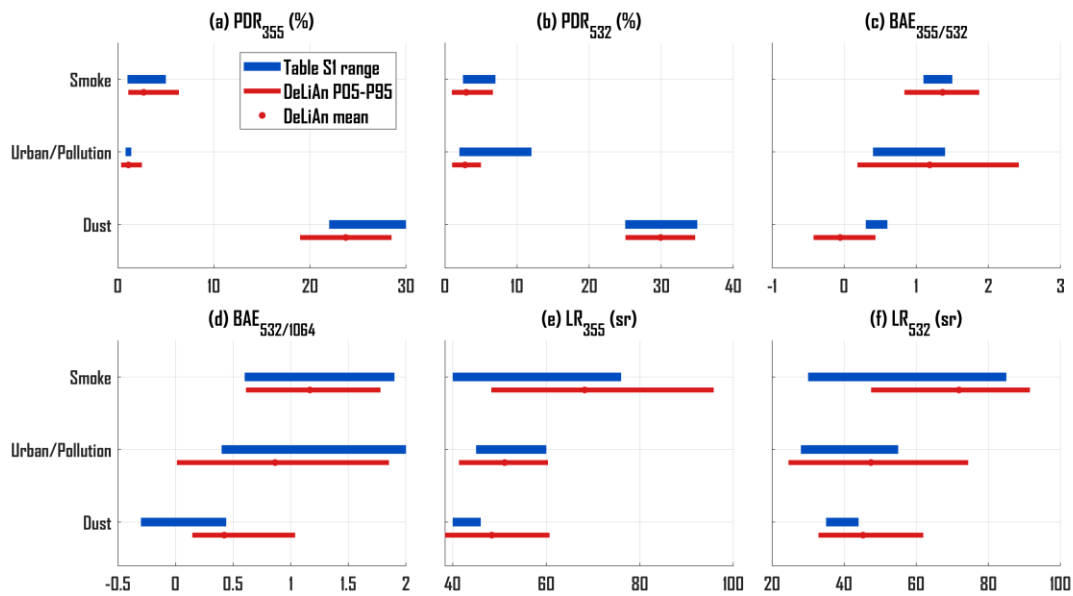 (a) PDR355 (%)
(b) PDR532 (%)
(c) BAE355/532
Table S1 range
DeLiAn P05-P95
DeLiAn mean
Smoke
Urban/Pollution
Dust
0 10 20 30
0 10 20 30 40
-1 0 1 2 3
(d) BAE532/1064
(e) LR355 (sr)
(f) LR532 (sr)
Smoke
Urban/Pollution
Dust
-0.5 0 0.5 1 1.5 2
40 60 80 100
20 40 60 80 100